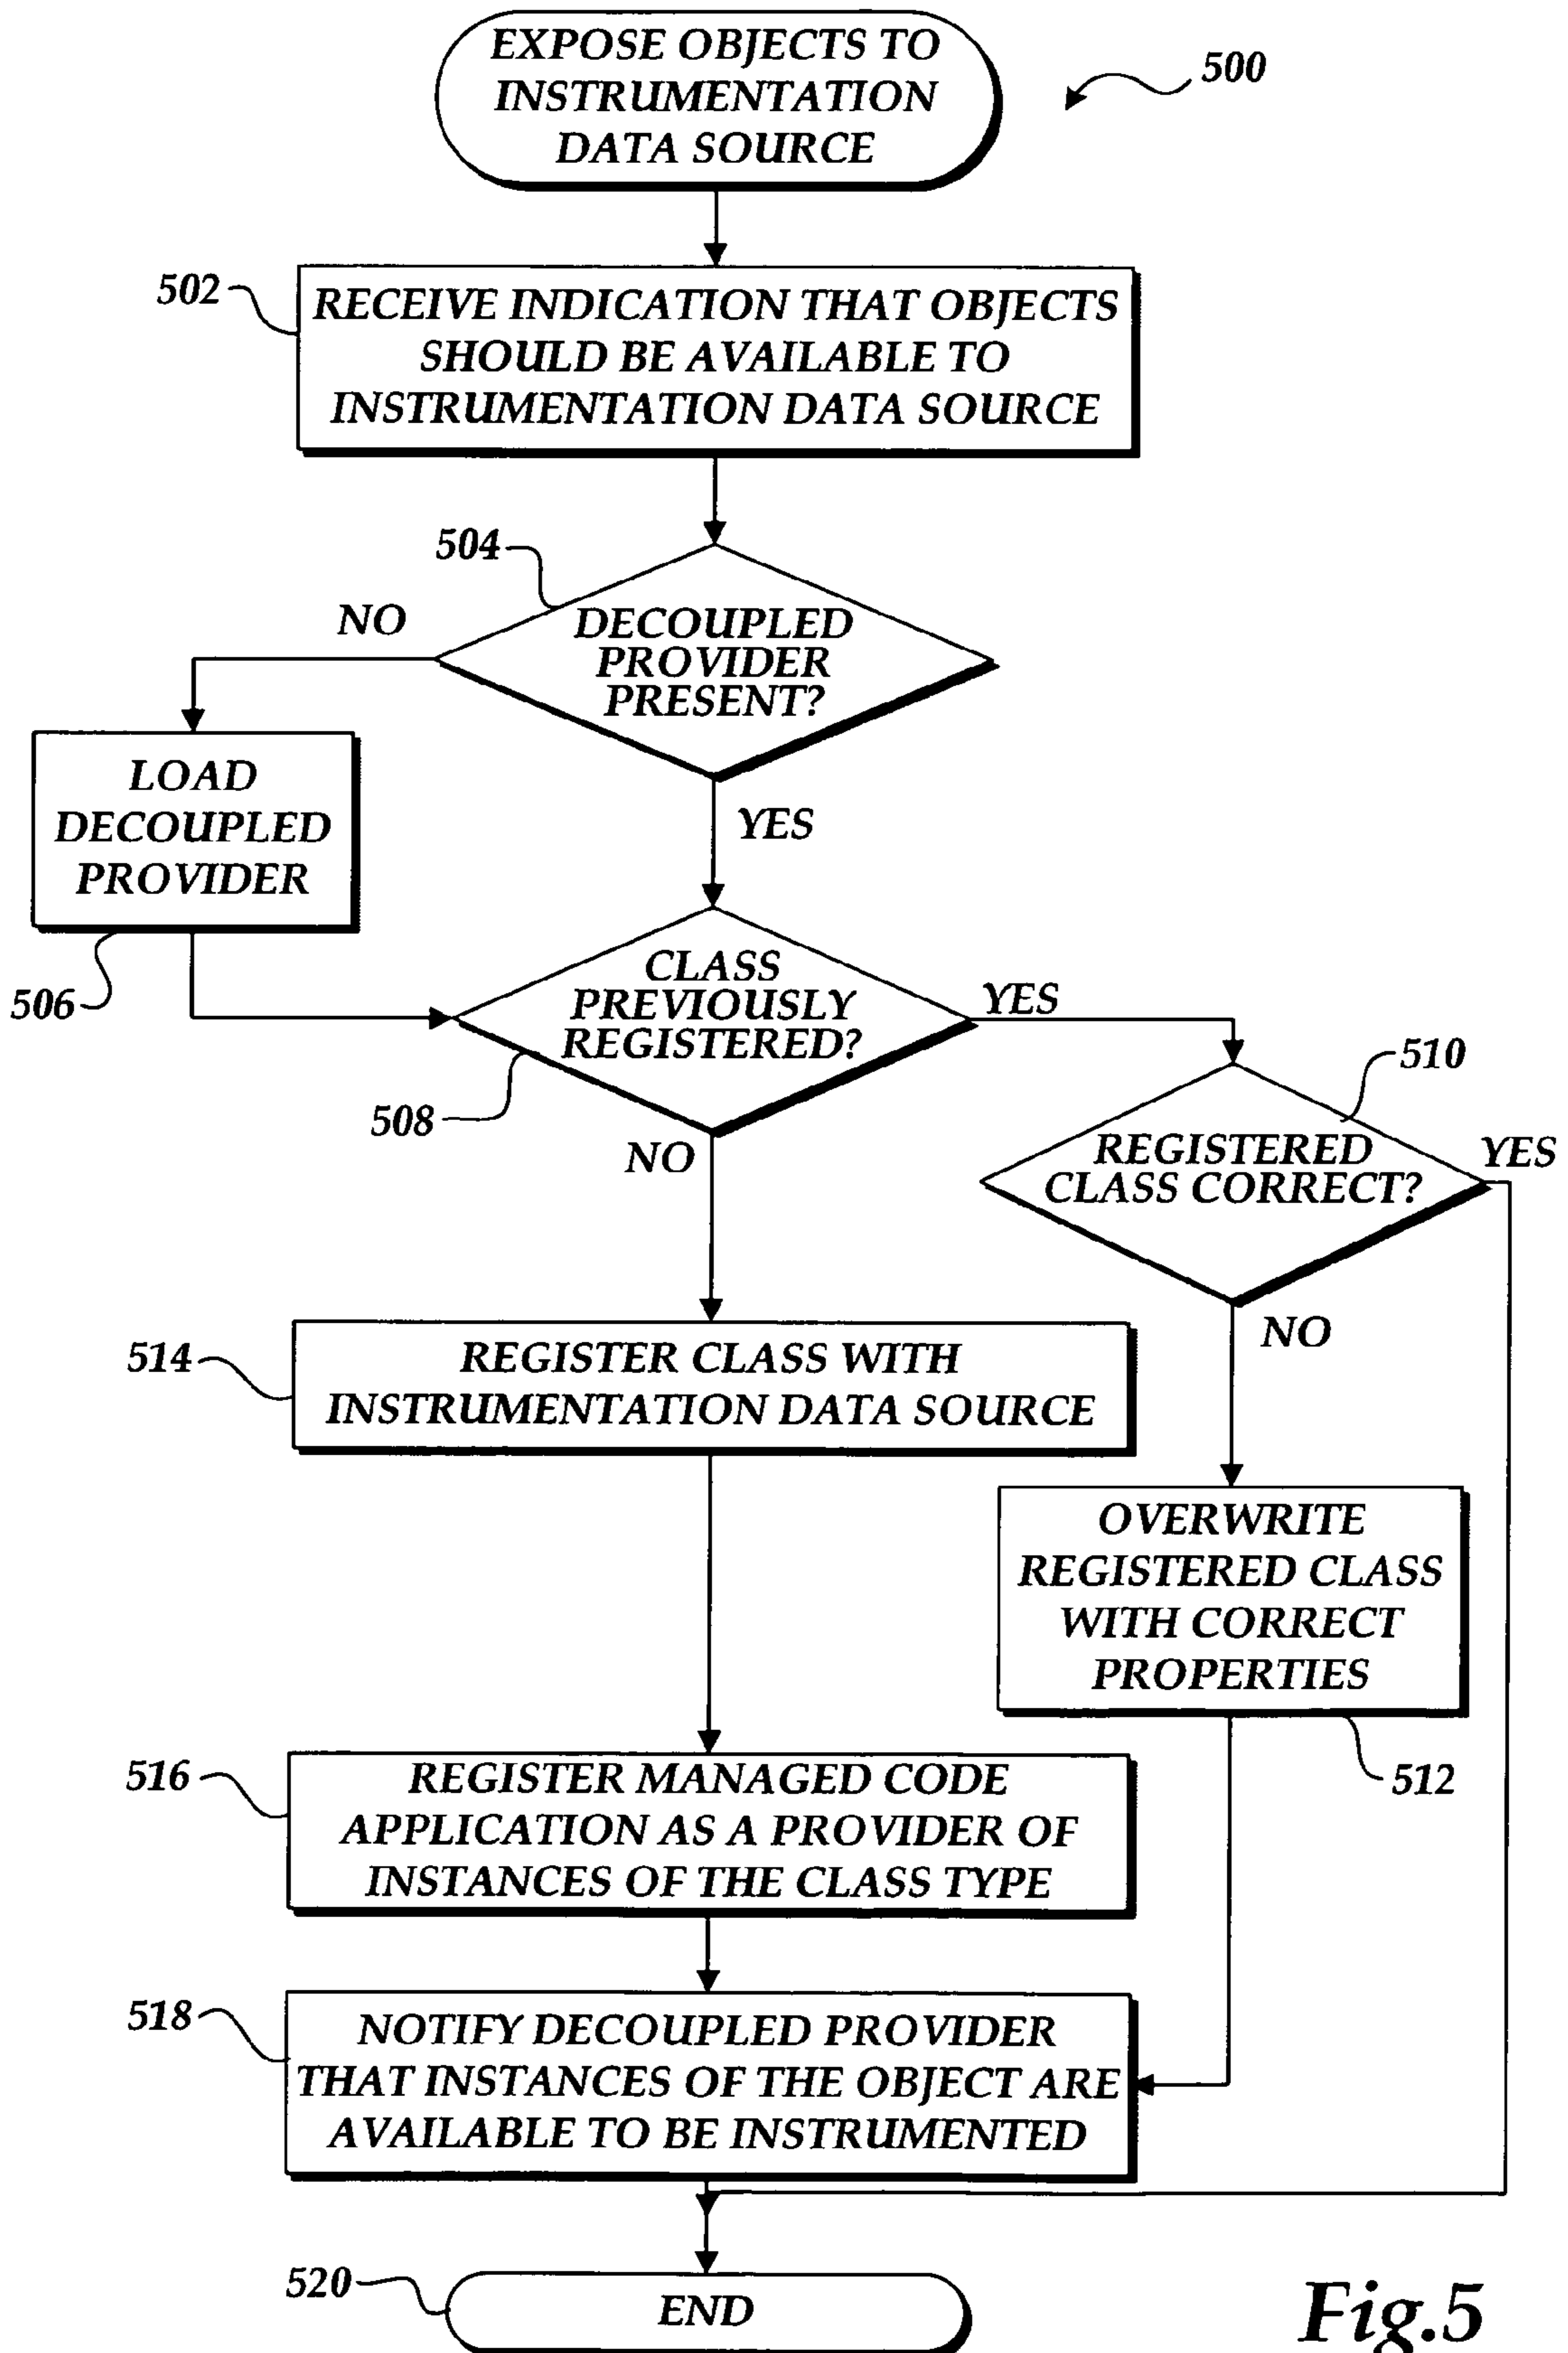 EXPOSE OBJECTS TO
INSTRUMENTATION
DATA SOURCE
500
502
RECEIVE INDICATION THAT OBJECTS
SHOULD BE AVAILABLE TO
INSTRUMENTATION DATA SOURCE
504
NO
DECOUPLED
PROVIDER
PRESENT?
LOAD
DECOUPLED
PROVIDER
YES
506
CLASS
PREVIOUSLY
REGISTERED?
YES
508
NO
510
REGISTERED
CLASS CORRECT?
YES
NO
514
REGISTER CLASS WITH
INSTRUMENTATION DATA SOURCE
OVERWRITE
REGISTERED CLASS
WITH CORRECT
PROPERTIES
512
516
REGISTER MANAGED CODE
APPLICATION AS A PROVIDER OF
INSTANCES OF THE CLASS TYPE
518
NOTIFY DECOUPLED PROVIDER
THAT INSTANCES OF THE OBJECT ARE
AVAILABLE TO BE INSTRUMENTED
520
END
Fig.5